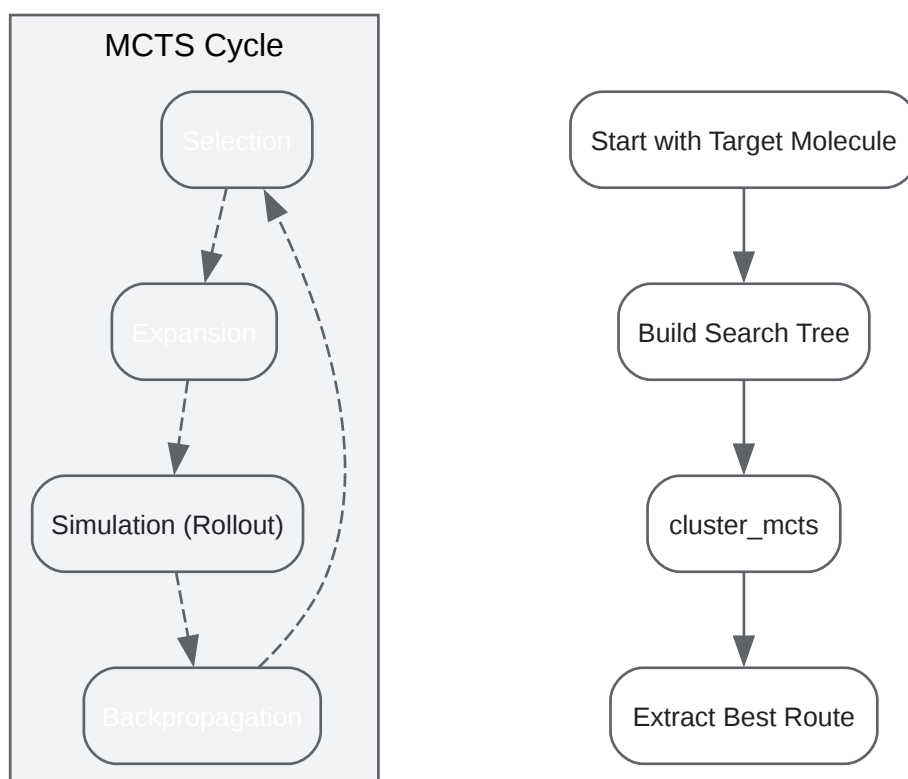 MCTS Cycle
Selection
Expansion
Simulation (Rollout)
Backpropagation
Start with Target Molecule
Build Search Tree
cluster_mcts
Extract Best Route